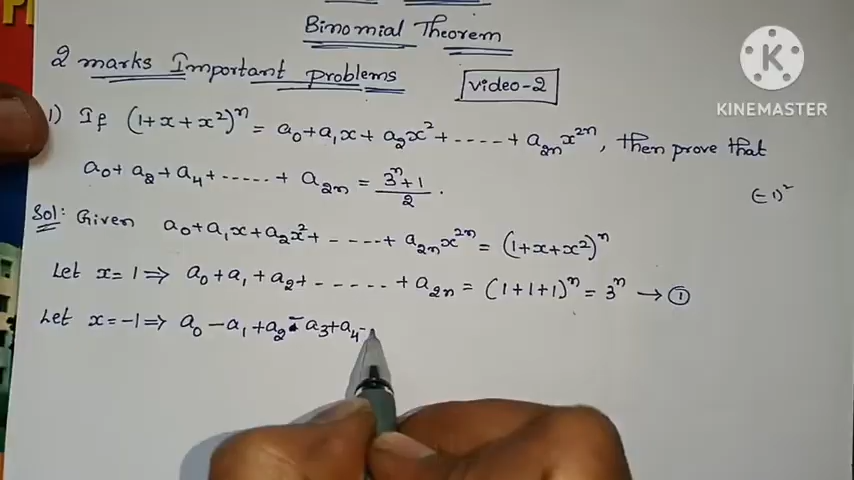 Binomial Theorem
2 marks Important problems
video-2
K
KINEMASTER
1) If (1+x+x²)ⁿ = a₀+a₁x+a₂x²+-----+a₂ₙx²ⁿ, then prove that
a₀+a₂+a₄+......+a₂ₙ = (3ⁿ+1)/2.
(-1)²
Sol: Given a₀+a₁x+a₂x²+-----+a₂ₙx²ⁿ = (1+x+x²)ⁿ
Let x=1 ⟹ a₀+a₁+a₂+......+a₂ₙ = (1+1+1)ⁿ = 3ⁿ → ①
Let x=-1 ⟹ a₀-a₁+a₂-a₃+a₄-